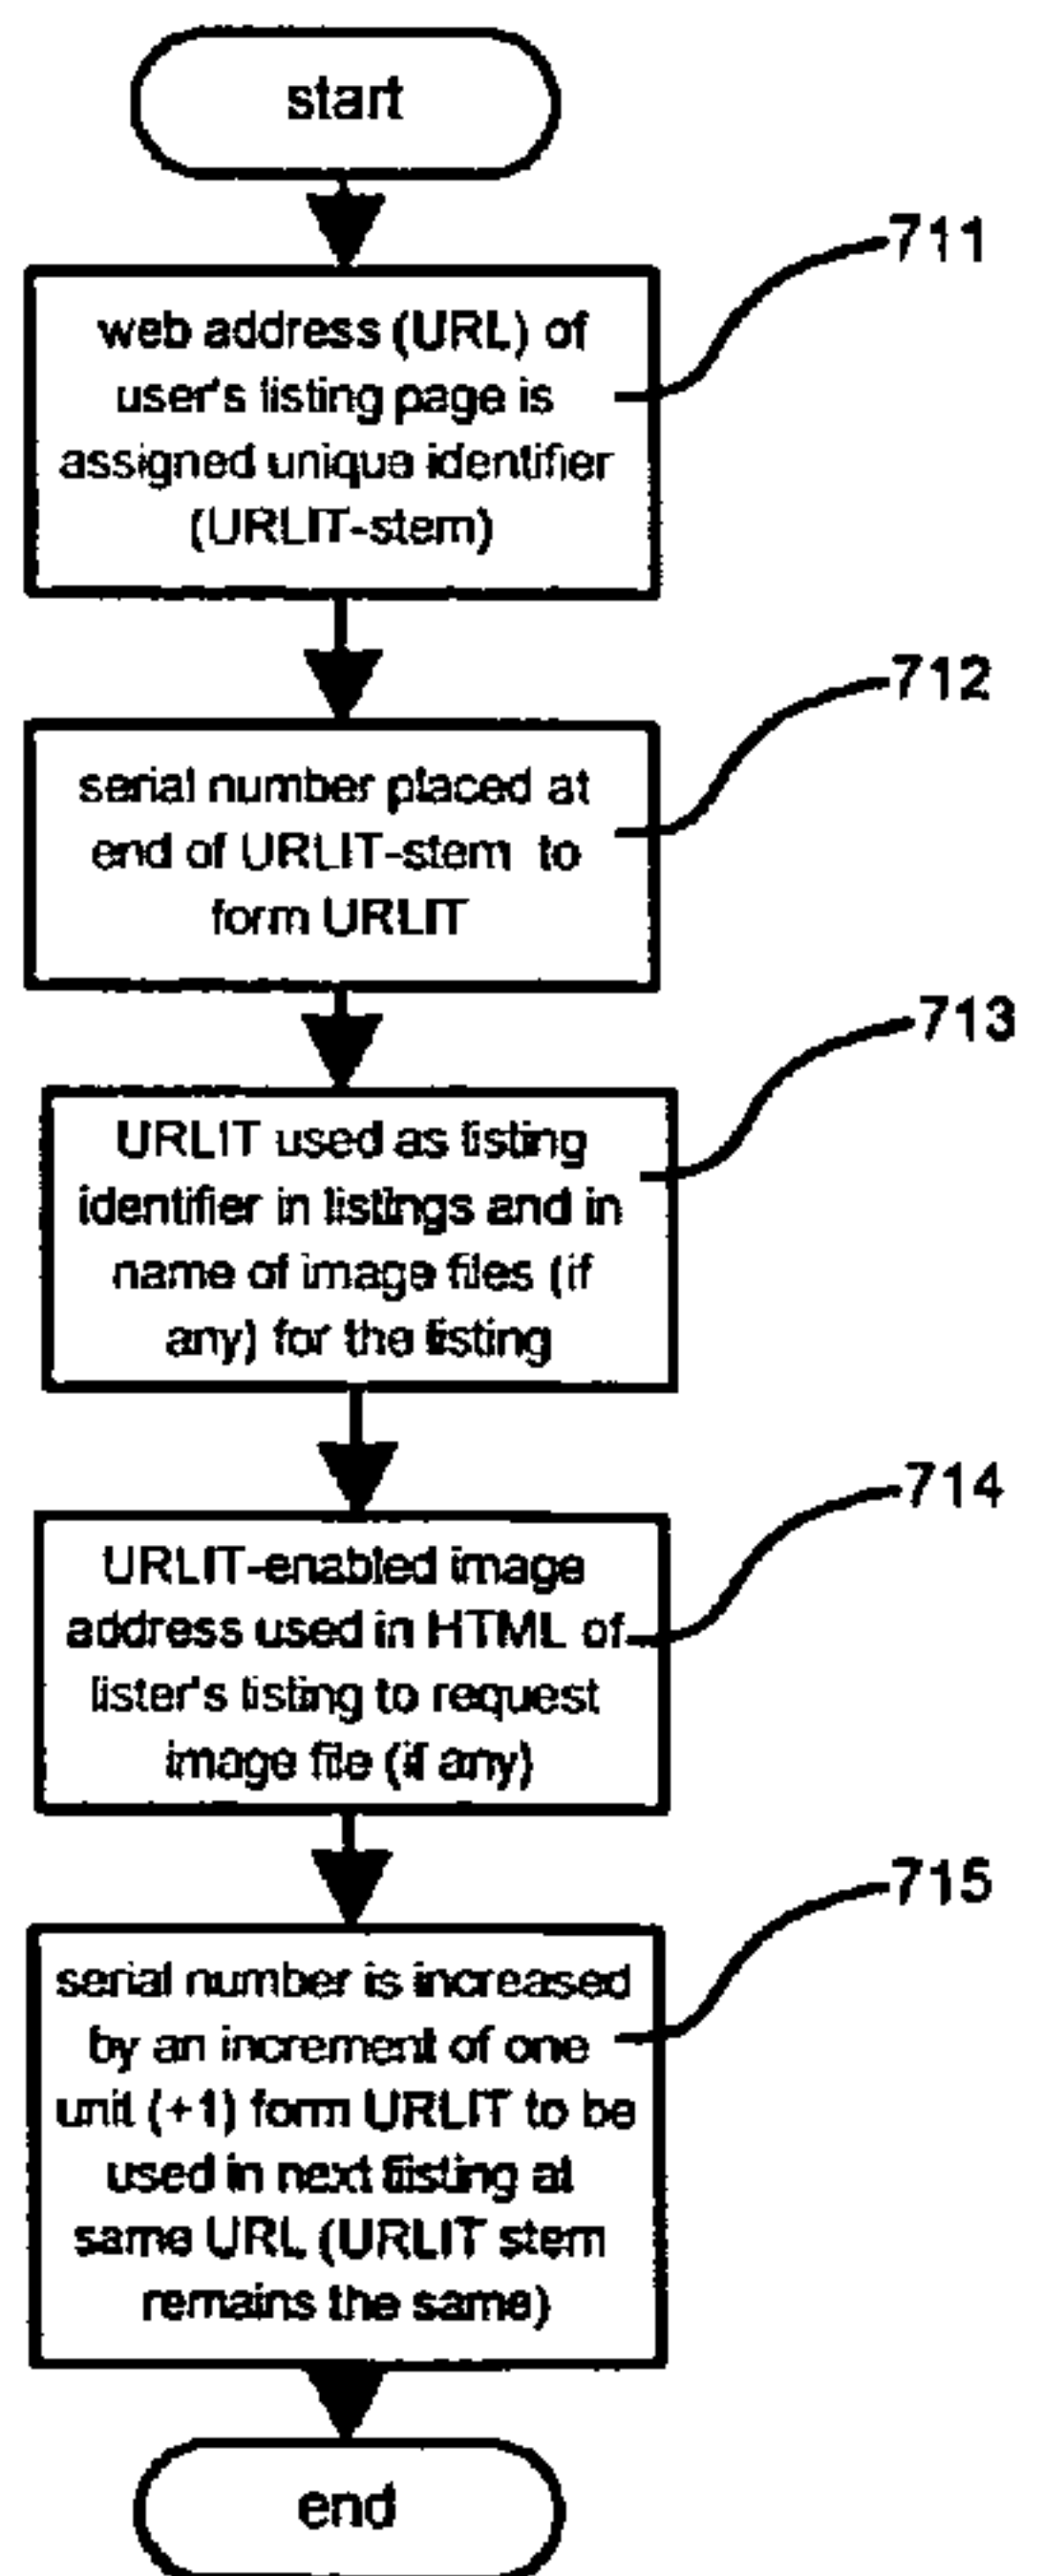 start
711
web address (URL) of
user's listing page is
assigned unique identifier
(URLIT-stem)
712
serial number placed at
end of URLIT-stem to
form URLIT
713
URLIT used as listing
identifier in listings and in
name of image files (if
any) for the listing
714
URLIT-enabled image
address used in HTML of
lister's listing to request
image file (if any)
715
serial number is increased
by an increment of one
unit (+1) form URLIT to be
used in next listing at
same URL (URLIT stem
remains the same)
end